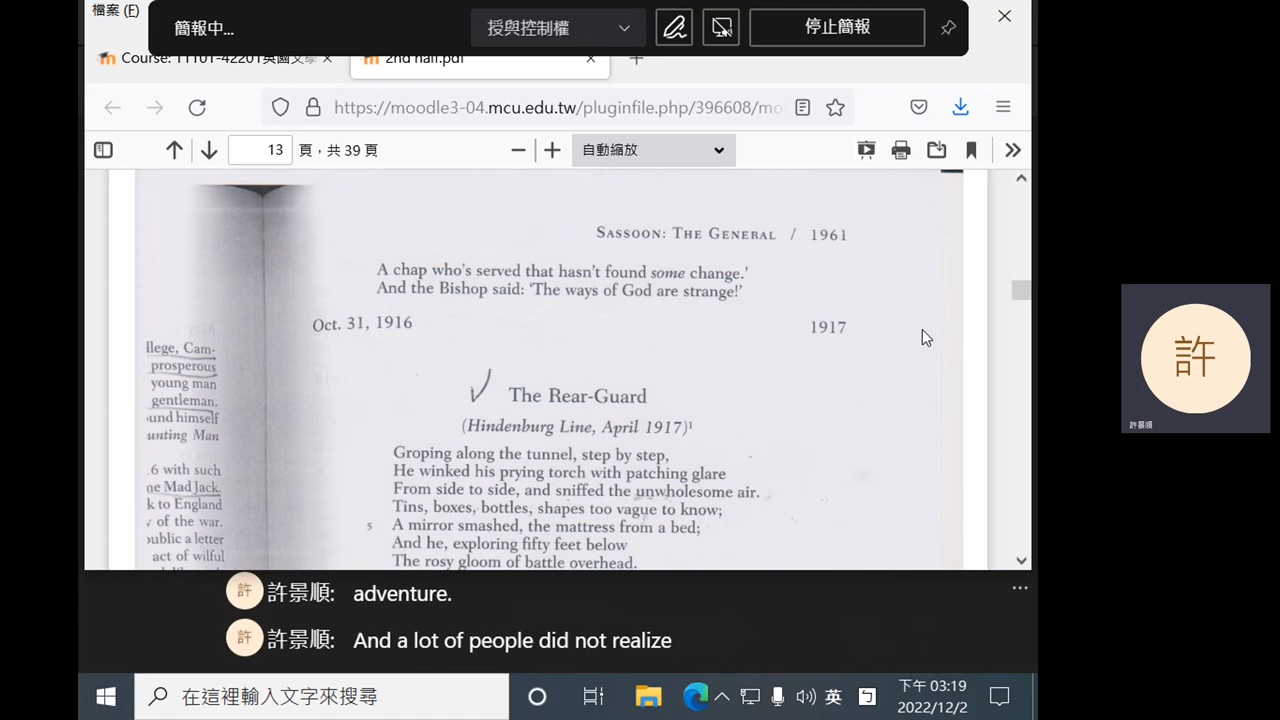 檔案 (F)
簡報中...
授與控制權
停止簡報
Course: 11101-42201英國文學
2nd half.pdf
https://moodle3-04.mcu.edu.tw/pluginfile.php/396608/mo
13 頁，共 39 頁
自動縮放
SASSOON: THE GENERAL / 1961
A chap who's served that hasn't found some change.'
And the Bishop said: 'The ways of God are strange!'
Oct. 31, 1916 1917
The Rear-Guard
(Hindenburg Line, April 1917)¹
Groping along the tunnel, step by step,
He winked his prying torch with patching glare
From side to side, and sniffed the unwholesome air.
Tins, boxes, bottles, shapes too vague to know;
5 A mirror smashed, the mattress from a bed;
And he, exploring fifty feet below
The rosy gloom of battle overhead.
llege, Cam-
prosperous
young man
gentleman.
und himself
unting Man
6 with such
ne Mad Jack.
k to England
of the war.
public a letter
act of wilful
許
許景順
許 許景順: adventure.
許 許景順: And a lot of people did not realize
在這裡輸入文字來搜尋
英
下午 03:19
2022/12/2